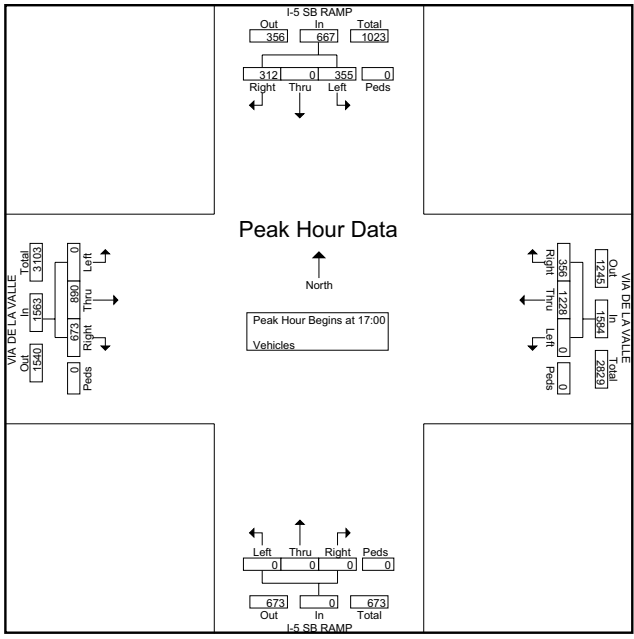 I-5 SB RAMP
Out In Total
356 667 1023
312 0 355 0
Right Thru Left Peds
Peak Hour Data
North
Peak Hour Begins at 17:00
Vehicles
VIA DE LA VALLE
Out In Total
1540 1563 3103
Left Thru Right Peds
0 890 673 0
VIA DE LA VALLE
Out In Total
1245 1584 2829
Right Thru Left Peds
356 1228 0 0
Left Thru Right Peds
0 0 0 0
673 0 673
Out In Total
I-5 SB RAMP